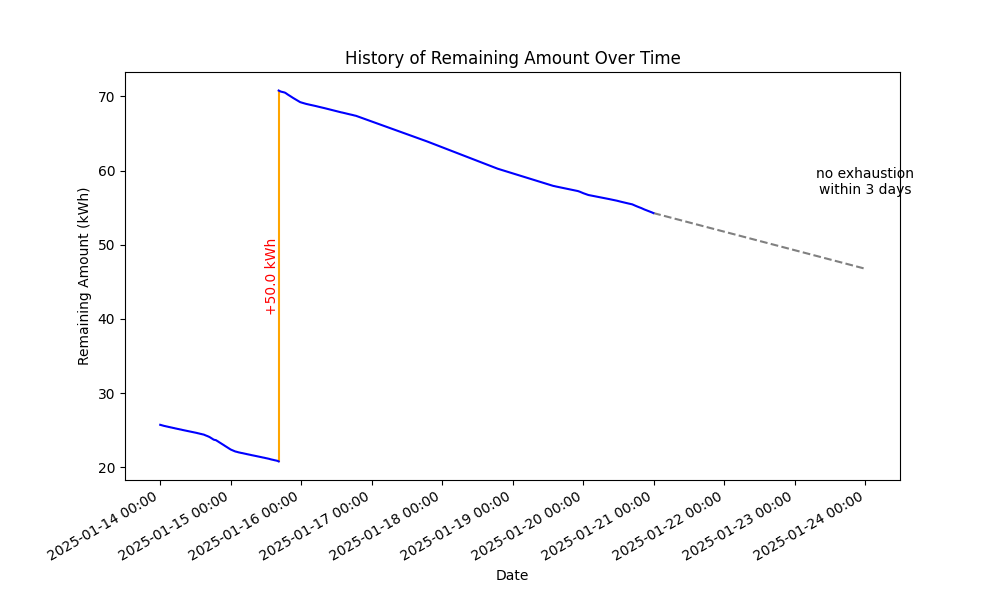 History of Remaining Amount Over Time
Remaining Amount (kWh)
70
60
50
40
30
20
+50.0 kWh
no exhaustion
within 3 days
2025-01-14 00:00
2025-01-15 00:00
2025-01-16 00:00
2025-01-17 00:00
2025-01-18 00:00
2025-01-19 00:00
2025-01-20 00:00
2025-01-21 00:00
2025-01-22 00:00
2025-01-23 00:00
2025-01-24 00:00
Date